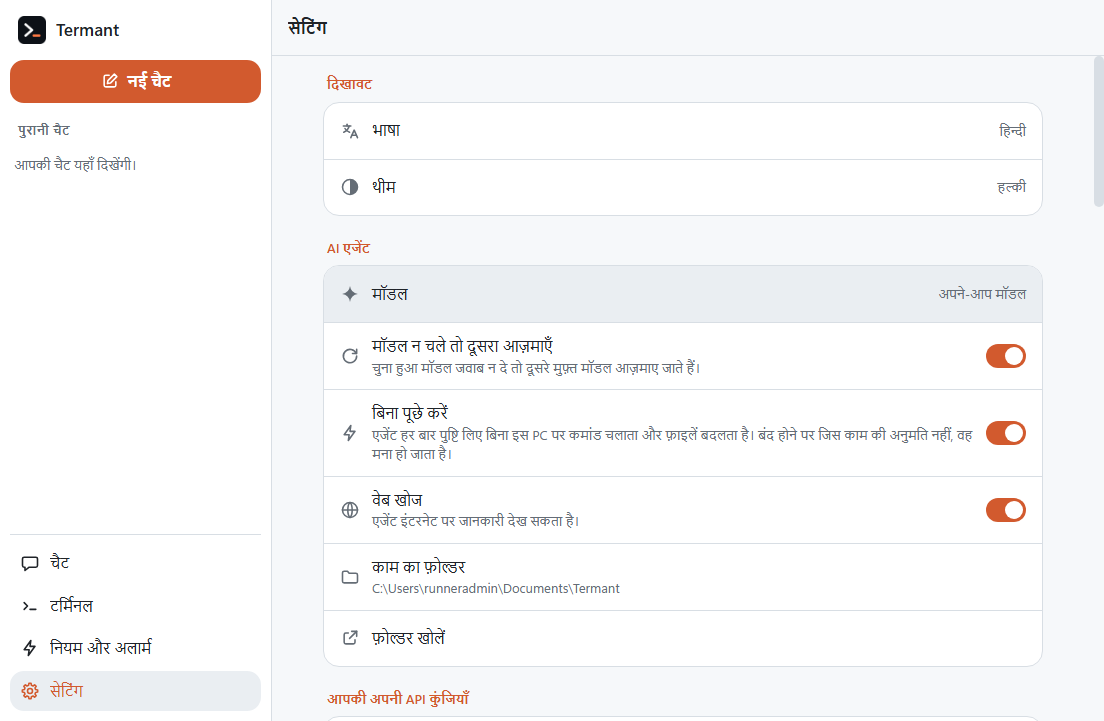 Termant
नई चैट
पुरानी चैट
आपकी चैट यहाँ दिखेंगी।
चैट
टर्मिनल
नियम और अलार्म
सेटिंग
सेटिंग
दिखावट
भाषा
हिन्दी
थीम
हल्की
AI एजेंट
मॉडल
अपने-आप मॉडल
मॉडल न चले तो दूसरा आज़माएँ
चुना हुआ मॉडल जवाब न दे तो दूसरे मुफ़्त मॉडल आज़माए जाते हैं।
बिना पूछे करें
एजेंट हर बार पुष्टि लिए बिना इस PC पर कमांड चलाता और फ़ाइलें बदलता है। बंद होने पर जिस काम की अनुमति नहीं, वह
मना हो जाता है।
वेब खोज
एजेंट इंटरनेट पर जानकारी देख सकता है।
काम का फ़ोल्डर
C:\Users\runneradmin\Documents\Termant
फ़ोल्डर खोलें
आपकी अपनी API कुंजियाँ